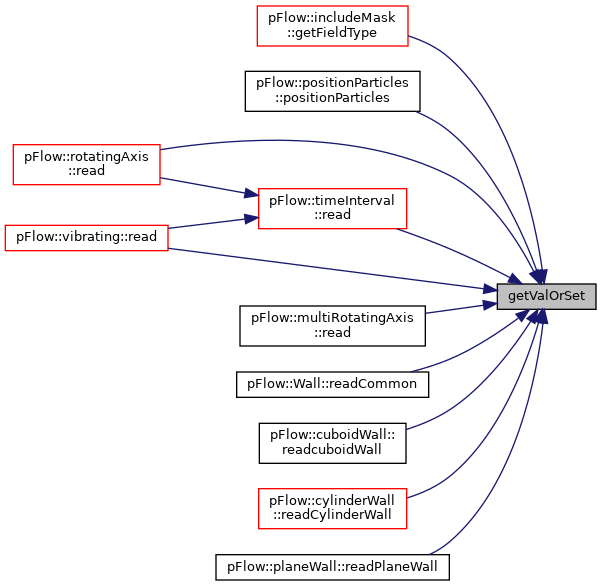 pFlow::includeMask
::getFieldType
pFlow::positionParticles
::positionParticles
pFlow::rotatingAxis
::read
pFlow::timeInterval
::read
pFlow::vibrating::read
getValOrSet
pFlow::multiRotatingAxis
::read
pFlow::Wall::readCommon
pFlow::cuboidWall::
readcuboidWall
pFlow::cylinderWall
::readCylinderWall
pFlow::planeWall::readPlaneWall